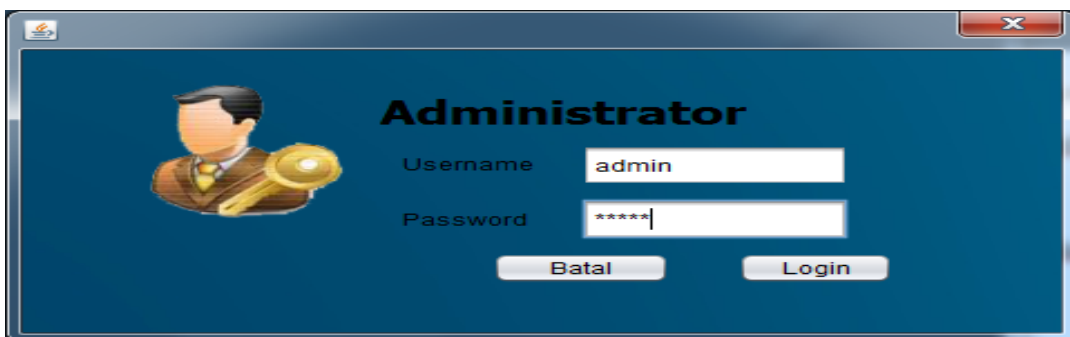 Administrator
Username admin
Password *****
Batal Login